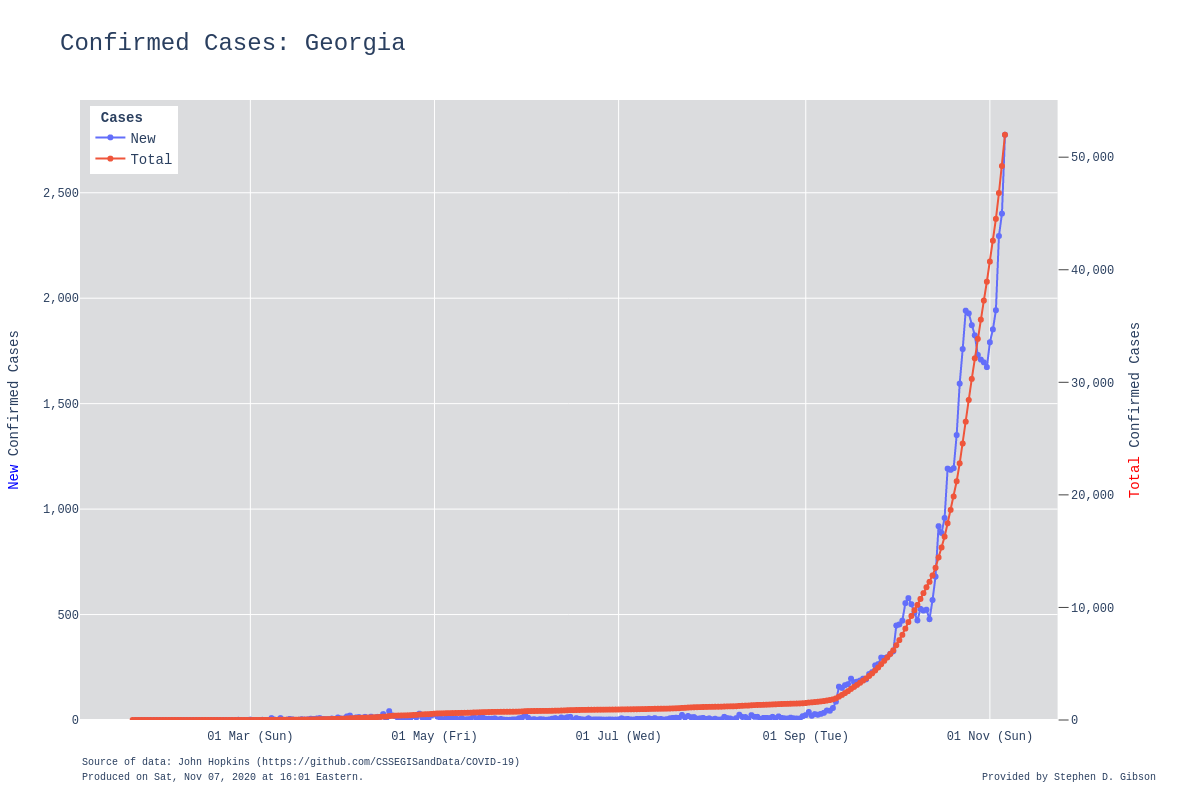 Confirmed Cases: Georgia
Cases
New
Total
2,500
2,000
1,500
1,000
500
0
New Confirmed Cases
50,000
40,000
30,000
20,000
10,000
0
Total Confirmed Cases
01 Mar (Sun) 01 May (Fri) 01 Jul (Wed) 01 Sep (Tue) 01 Nov (Sun)
Source of data: John Hopkins (https://github.com/CSSEGISandData/COVID-19)
Produced on Sat, Nov 07, 2020 at 16:01 Eastern.
Provided by Stephen D. Gibson